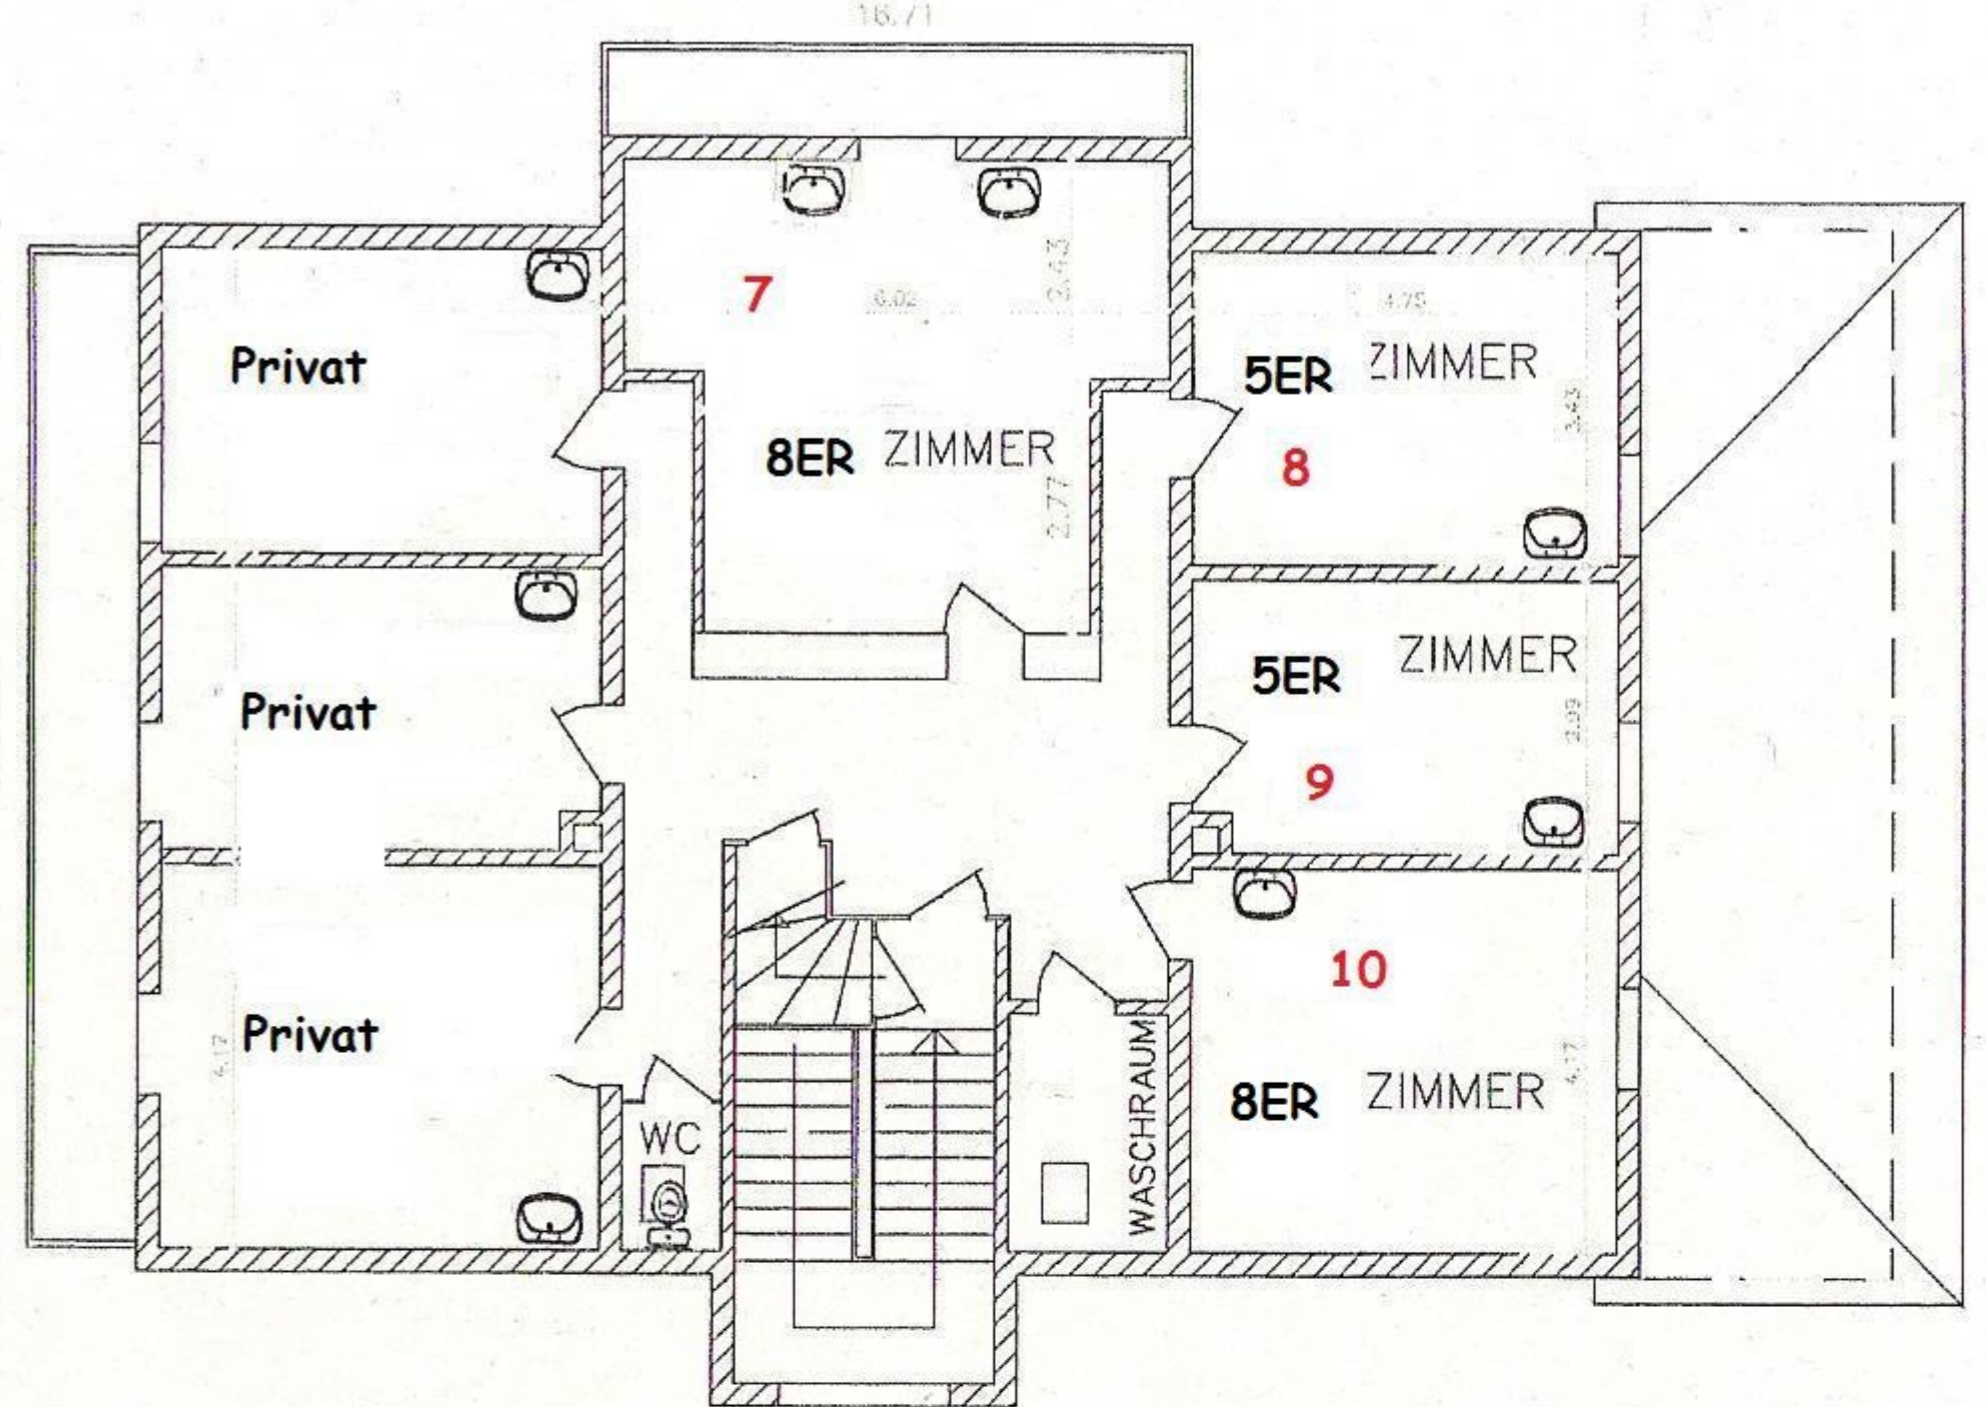 16.71
7
6.02
3.43
4.75
Privat
5ER ZIMMER
3.43
8ER ZIMMER
8
2.77
Privat
5ER ZIMMER
2.99
9
10
Privat
4.17
4.17
8ER ZIMMER
WC
WASCHRAUM